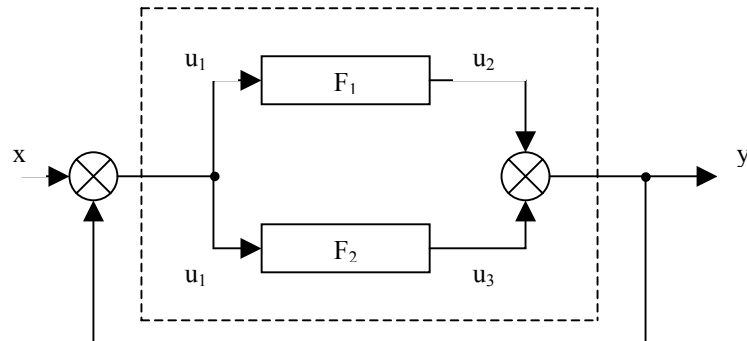 u₁ u₂
F₁
x y
F₂
u₁ u₃